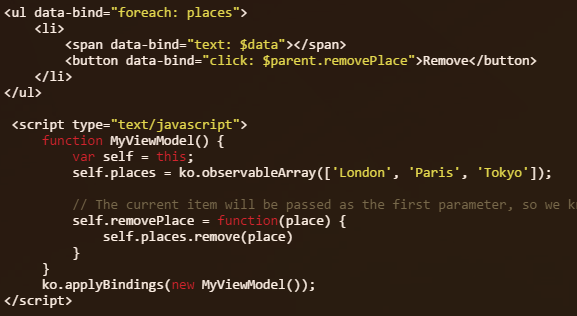 <ul data-bind="foreach: places">
    <li>
        <span data-bind="text: $data"></span>
        <button data-bind="click: $parent.removePlace">Remove</button>
    </li>
</ul>

 <script type="text/javascript">
     function MyViewModel() {
         var self = this;
         self.places = ko.observableArray(['London', 'Paris', 'Tokyo']);

         // The current item will be passed as the first parameter, so we
         self.removePlace = function(place) {
             self.places.remove(place)
         }
     }
     ko.applyBindings(new MyViewModel());
</script>